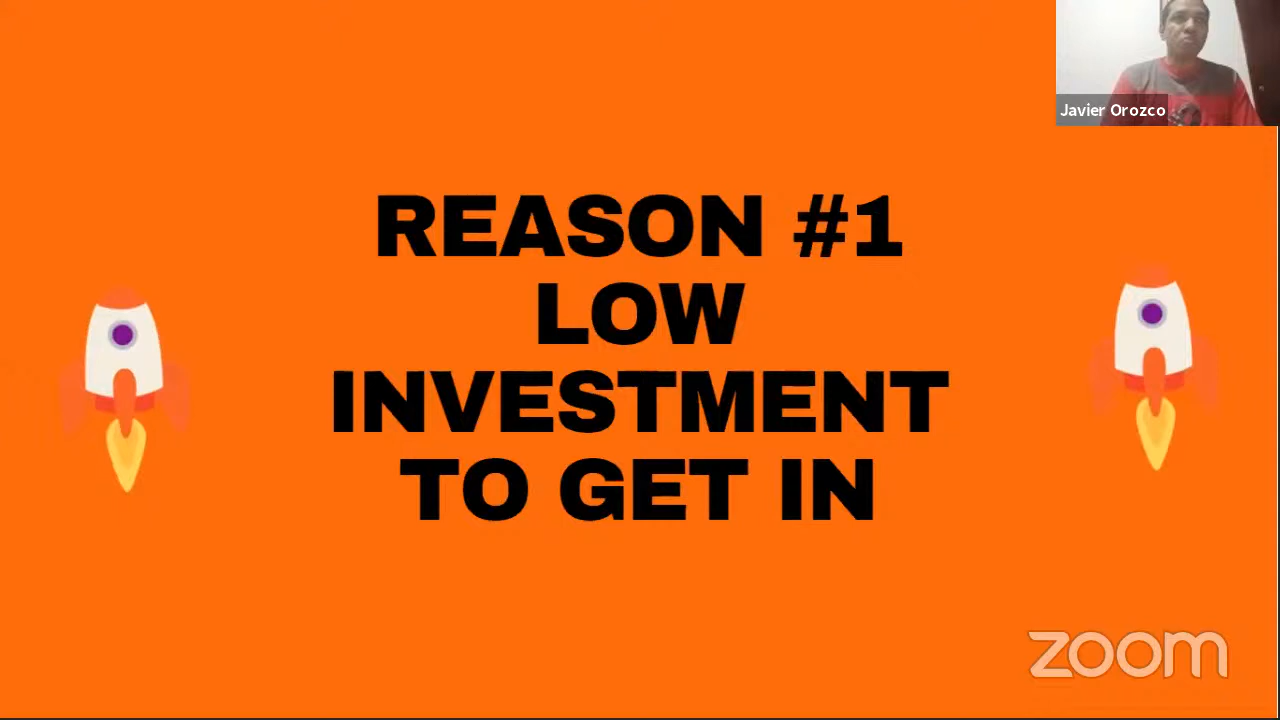 Javier Orozco
REASON #1
LOW
INVESTMENT
TO GET IN
zoom